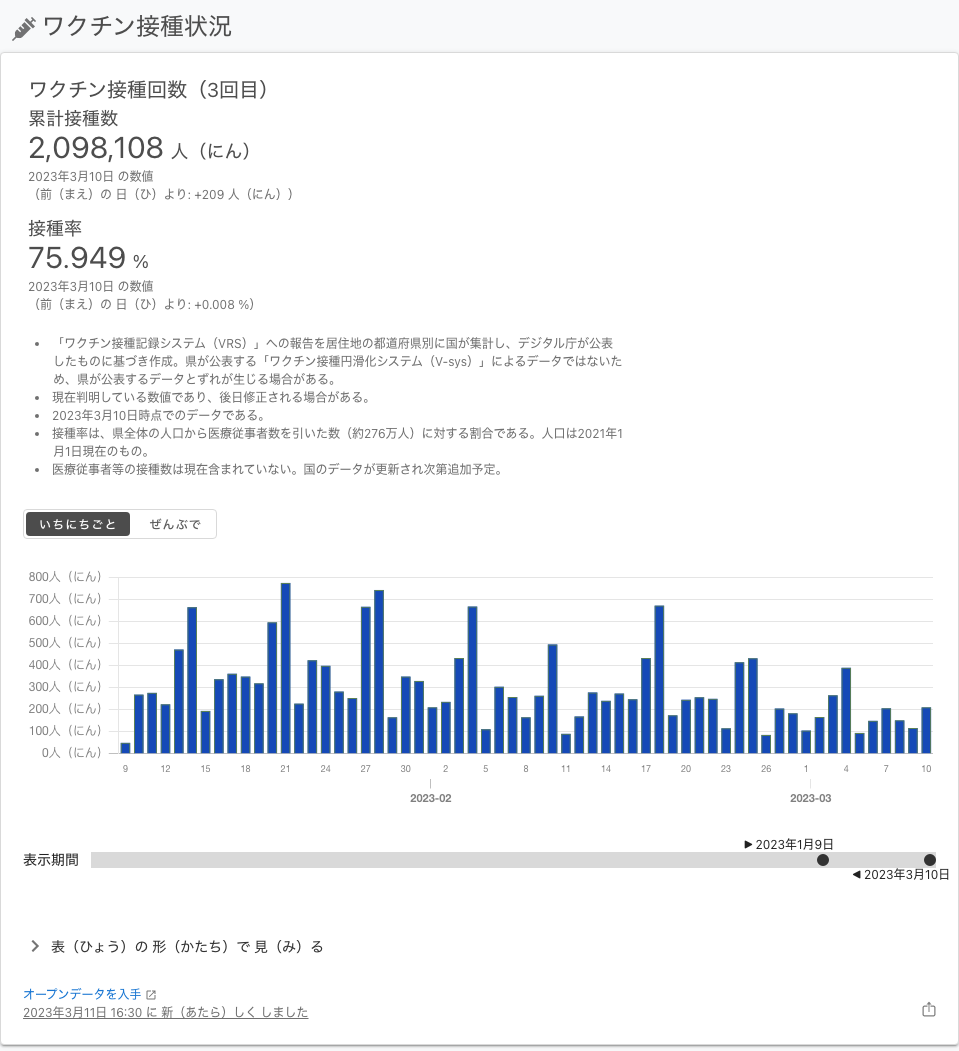 ワクチン接種状況
ワクチン接種回数（3回目）
累計接種数
2,098,108 人（にん）
2023年3月10日 の数値
（前（まえ）の 日（ひ）より: +209 人（にん））
接種率
75.949 %
2023年3月10日 の数値
（前（まえ）の 日（ひ）より: +0.008 %）
• 「ワクチン接種記録システム（VRS）」への報告を居住地の都道府県別に国が集計し、デジタル庁が公表
したものに基づき作成。県が公表する「ワクチン接種円滑化システム（V-sys）」によるデータではないた
め、県が公表するデータとずれが生じる場合がある。
• 現在判明している数値であり、後日修正される場合がある。
• 2023年3月10日時点でのデータである。
• 接種率は、県全体の人口から医療従事者数を引いた数（約276万人）に対する割合である。人口は2021年1
月1日現在のもの。
• 医療従事者等の接種数は現在含まれていない。国のデータが更新され次第追加予定。
いちにちごと ぜんぶで
800人（にん）
700人（にん）
600人（にん）
500人（にん）
400人（にん）
300人（にん）
200人（にん）
100人（にん）
0人（にん）
9 12 15 18 21 24 27 30 2 5 8 11 14 17 20 23 26 1 4 7 10
2023-02 2023-03
▶ 2023年1月9日
表示期間
◀ 2023年3月10日
表（ひょう）の 形（かたち）で 見（み）る
オープンデータを入手
2023年3月11日 16:30 に 新（あたら）しく しました